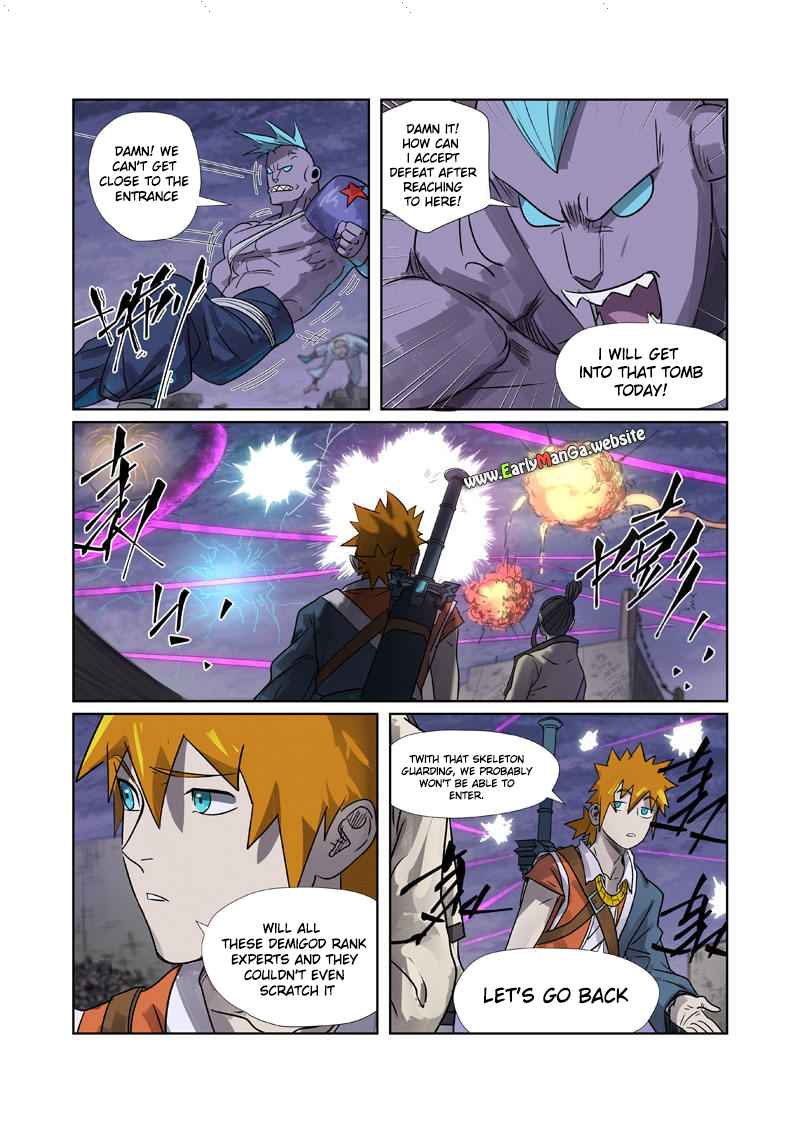 DAMN! WE
CAN'T GET
CLOSE TO THE
ENTRANCE
DAMN IT!
HOW CAN
I ACCEPT
DEFEAT AFTER
REACHING
TO HERE!
I WILL GET
INTO THAT TOMB
TODAY!
www.EarlyManGa.website
WILL ALL
THESE DEMIGOD RANK
EXPERTS AND THEY
COULDN'T EVEN
SCRATCH IT
TWITH THAT SKELETON
GUARDING, WE PROBABLY
WON'T BE ABLE TO
ENTER.
LET'S GO BACK